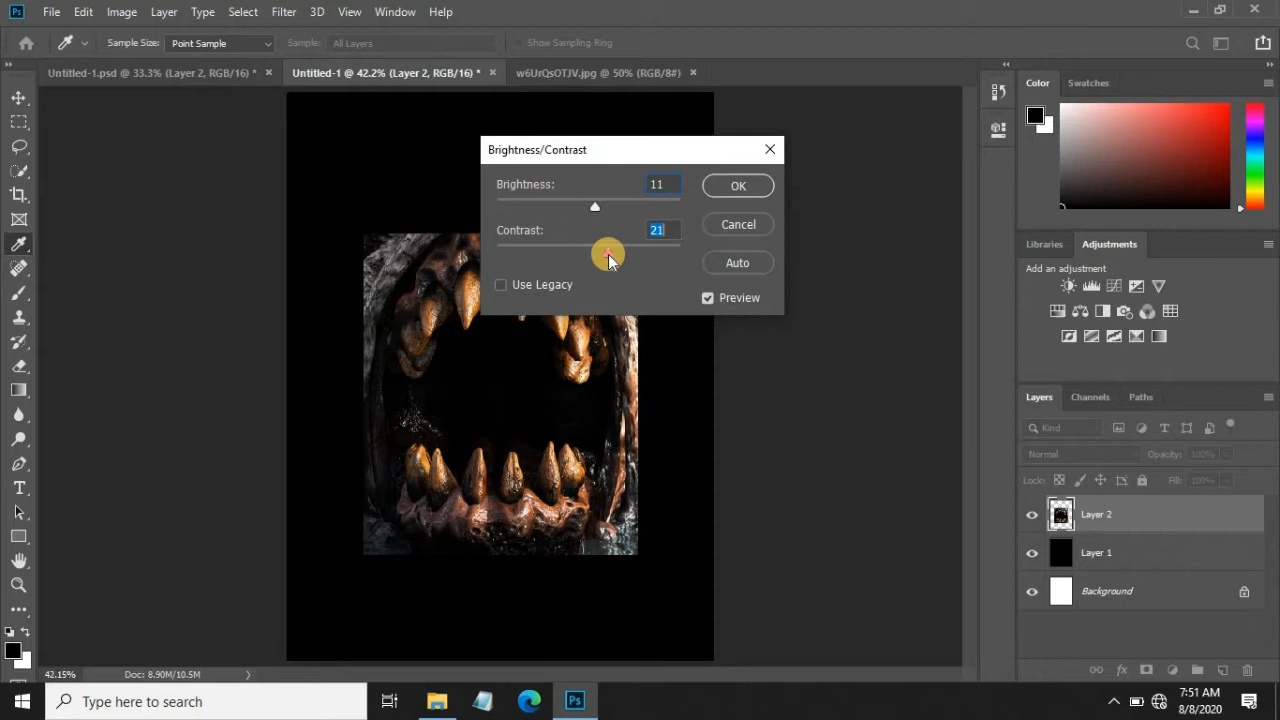 Ps File Edit Image Layer Type Select Filter 3D View Window Help
Sample Size: Point Sample Sample: All Layers Show Sampling Ring
Untitled-1.psd @ 33.3% (Layer 2, RGB/16) * × Untitled-1 @ 42.2% (Layer 2, RGB/16) * × w6UrQsOTJV.jpg @ 50% (RGB/8#) ×
Color Swatches
Brightness/Contrast
Brightness: 11
OK
Contrast: 21
Cancel
Auto
Use Legacy
Preview
Libraries Adjustments
Add an adjustment
Layers Channels Paths
Kind
Normal Opacity: 100%
Lock: Fill: 100%
Layer 2
Layer 1
Background
42.15% Doc: 8.90M/10.5M
Type here to search
Ps
7:51 AM
8/8/2020